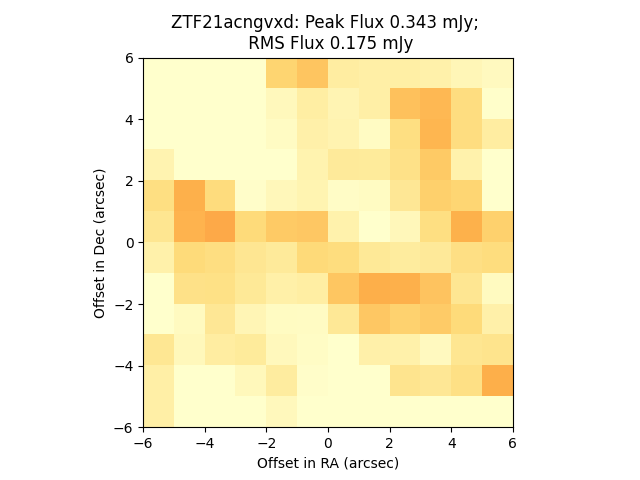 ZTF21acngvxd: Peak Flux 0.343 mJy;
RMS Flux 0.175 mJy
6
4
2
0
−2
−4
−6
Offset in Dec (arcsec)
−6 −4 −2 0 2 4 6
Offset in RA (arcsec)